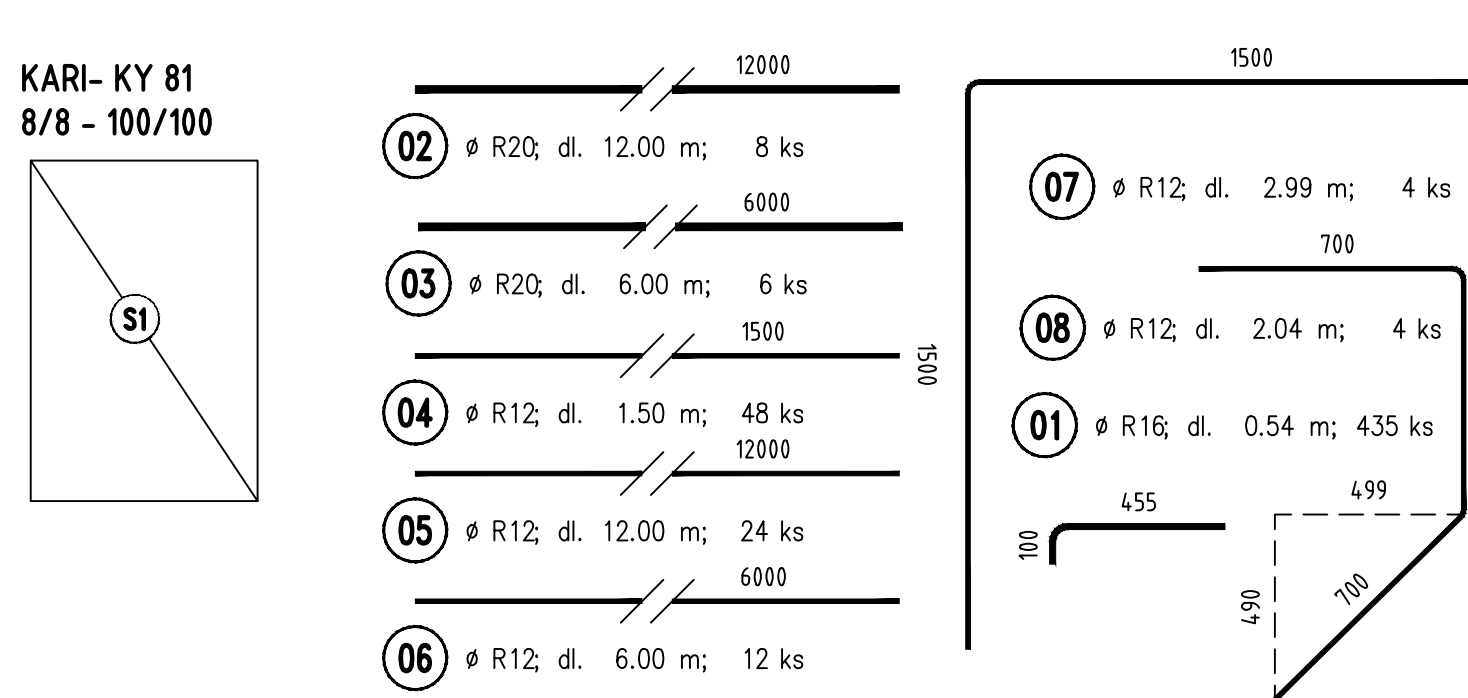 KARI- KY 81
8/8 - 100/100
S1
12000
02 ø R20; dl. 12.00 m; 8 ks
6000
03 ø R20; dl. 6.00 m; 6 ks
1500
04 ø R12; dl. 1.50 m; 48 ks
12000
05 ø R12; dl. 12.00 m; 24 ks
6000
06 ø R12; dl. 6.00 m; 12 ks
1500
1500
07 ø R12; dl. 2.99 m; 4 ks
700
08 ø R12; dl. 2.04 m; 4 ks
01 ø R16; dl. 0.54 m; 435 ks
455
100
499
490
700